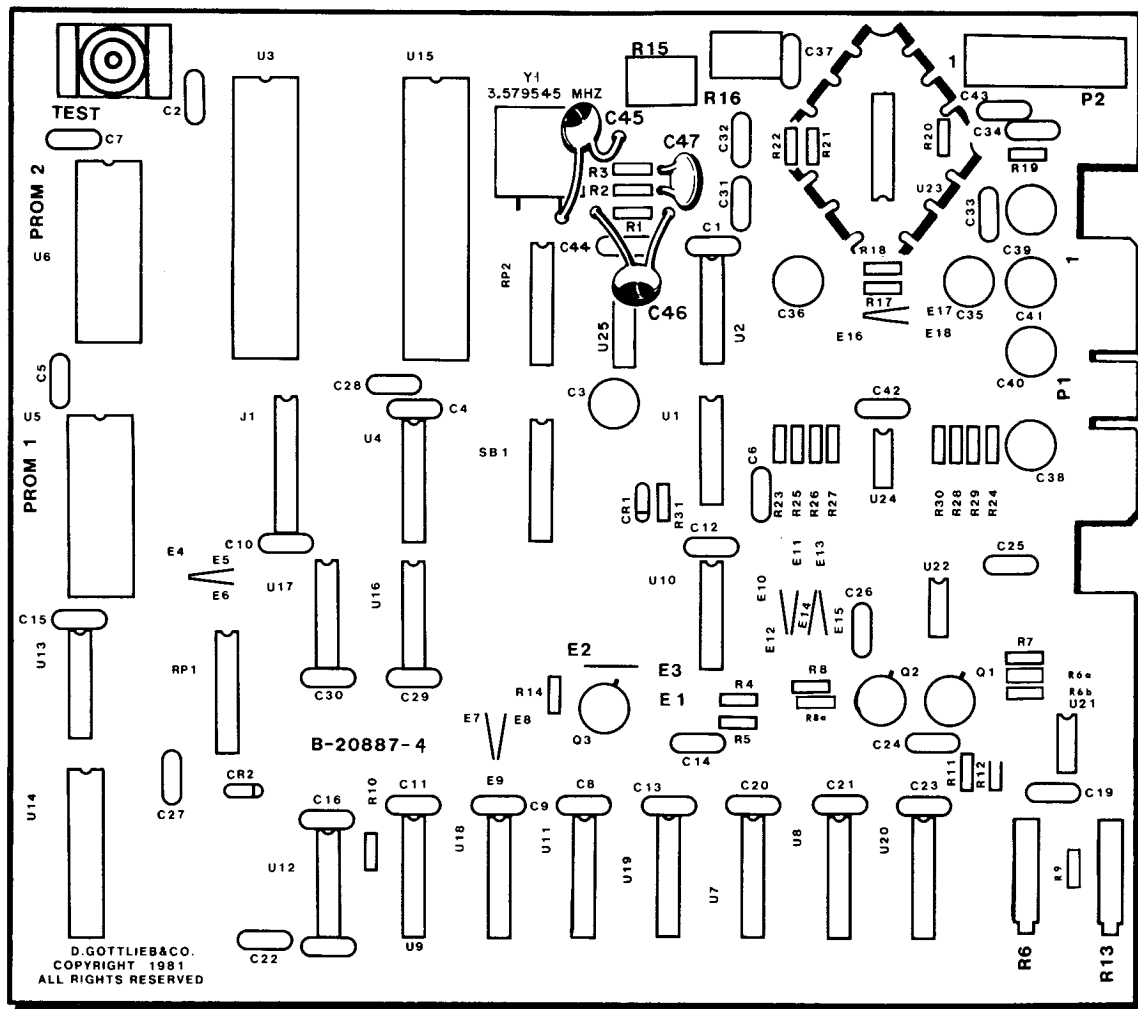 U3
U15
R15
C37
1
Y1
3.579545 MHZ
C43
P2
TEST
C2
R16
C45
C7
C47
C32
R22
R21
R20
C34
R19
PROM 2
R3
R2
R1
C31
U23
C33
U6
C44
C1
R18
C39
1
RP2
R17
C46
C36
C35
C41
E17
E16
E18
U25
U2
C5
C28
C3
C40
P1
U5
J1
C4
U1
C42
U4
PROM 1
SB1
C6
C38
U24
CR1
R31
R23
R25
R26
R27
R30
R28
R29
R24
C10
C12
E11
E13
C25
E4
E5
E6
U17
U16
U10
E10
U22
C15
E12
E14
E15
C26
U13
RP1
E2
E3
R7
C30
C29
R14
E1
R4
R8
Q2
Q1
R6a
R6b
U21
E7
E8
R8a
Q3
R5
B-20887-4
C14
C24
R11
R12
CR2
E9
C27
C16
R10
C11
C9
C8
C13
C20
C21
C23
C19
U14
U18
U11
U8
U20
U12
U19
U7
R9
C22
U9
R6
R13
D.GOTTLIEB&CO.
COPYRIGHT 1981
ALL RIGHTS RESERVED